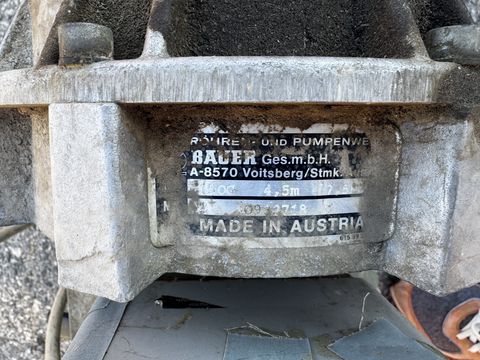 RÖHREN- UND PUMPENWE
BAUER Ges.m.b.H.
A-8570 Voitsberg/Stmk.
4,5m
MADE IN AUSTRIA